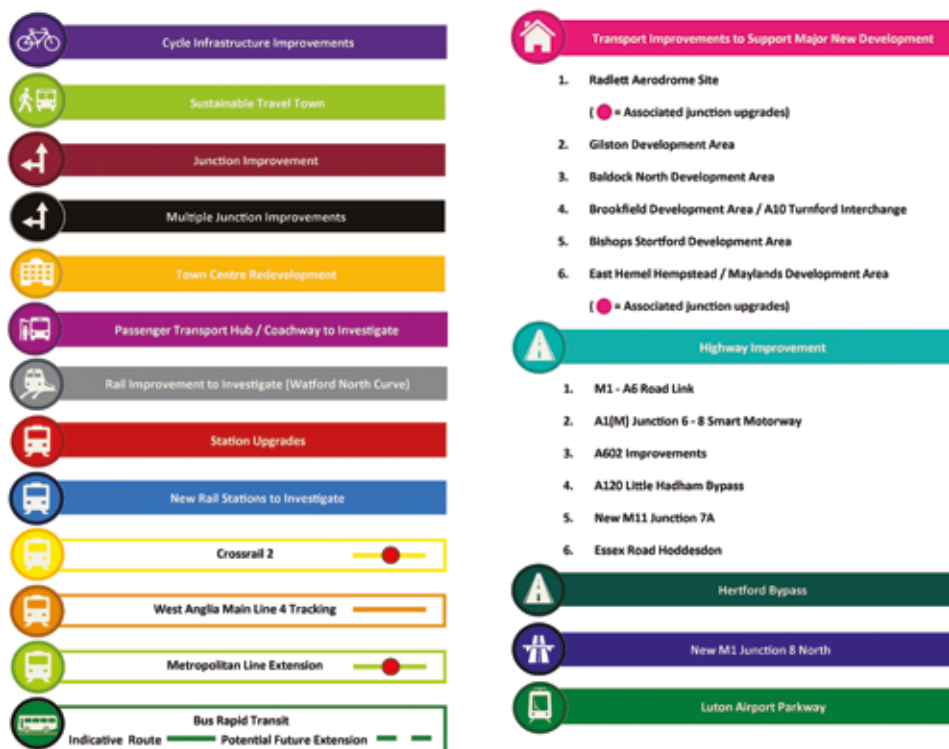 Cycle Infrastructure Improvements
Sustainable Travel Town
Junction Improvement
Multiple Junction Improvements
Town Centre Redevelopment
Passenger Transport Hub / Coachway to Investigate
Rail Improvement to Investigate (Watford North Curve)
Station Upgrades
New Rail Stations to Investigate
Crossrail 2
West Anglia Main Line 4 Tracking
Metropolitan Line Extension
Bus Rapid Transit
Indicative Route Potential Future Extension
Transport Improvements to Support Major New Development
1. Radlett Aerodrome Site
( = Associated junction upgrades)
2. Gilston Development Area
3. Baldock North Development Area
4. Brookfield Development Area / A10 Turnford Interchange
5. Bishops Stortford Development Area
6. East Hemel Hempstead / Maylands Development Area
( = Associated junction upgrades)
Highway Improvement
1. M1 - A6 Road Link
2. A1(M) Junction 6 - 8 Smart Motorway
3. A602 Improvements
4. A120 Little Hadham Bypass
5. New M11 Junction 7A
6. Essex Road Hoddesdon
Hertford Bypass
New M1 Junction 8 North
Luton Airport Parkway